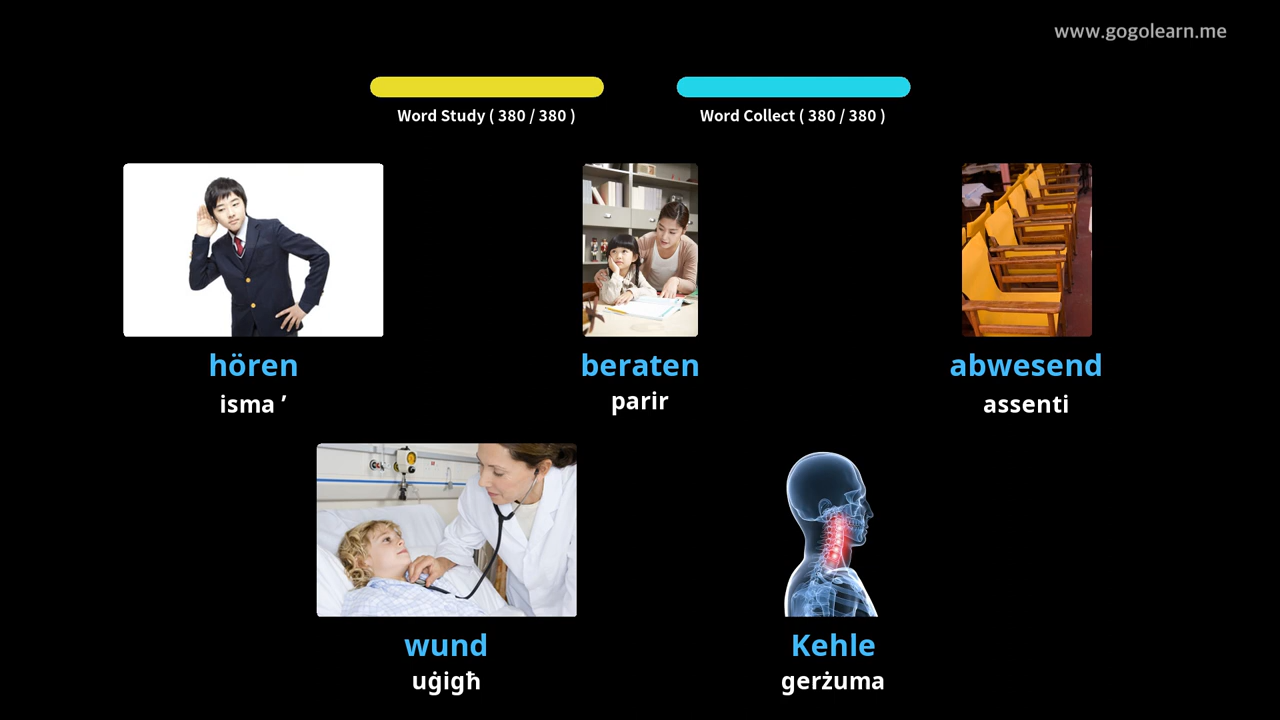 www.gogolearn.me
Word Study ( 380 / 380 )
Word Collect ( 380 / 380 )
hören
isma ’
beraten
parir
abwesend
assenti
wund
uġigħ
Kehle
gerżuma